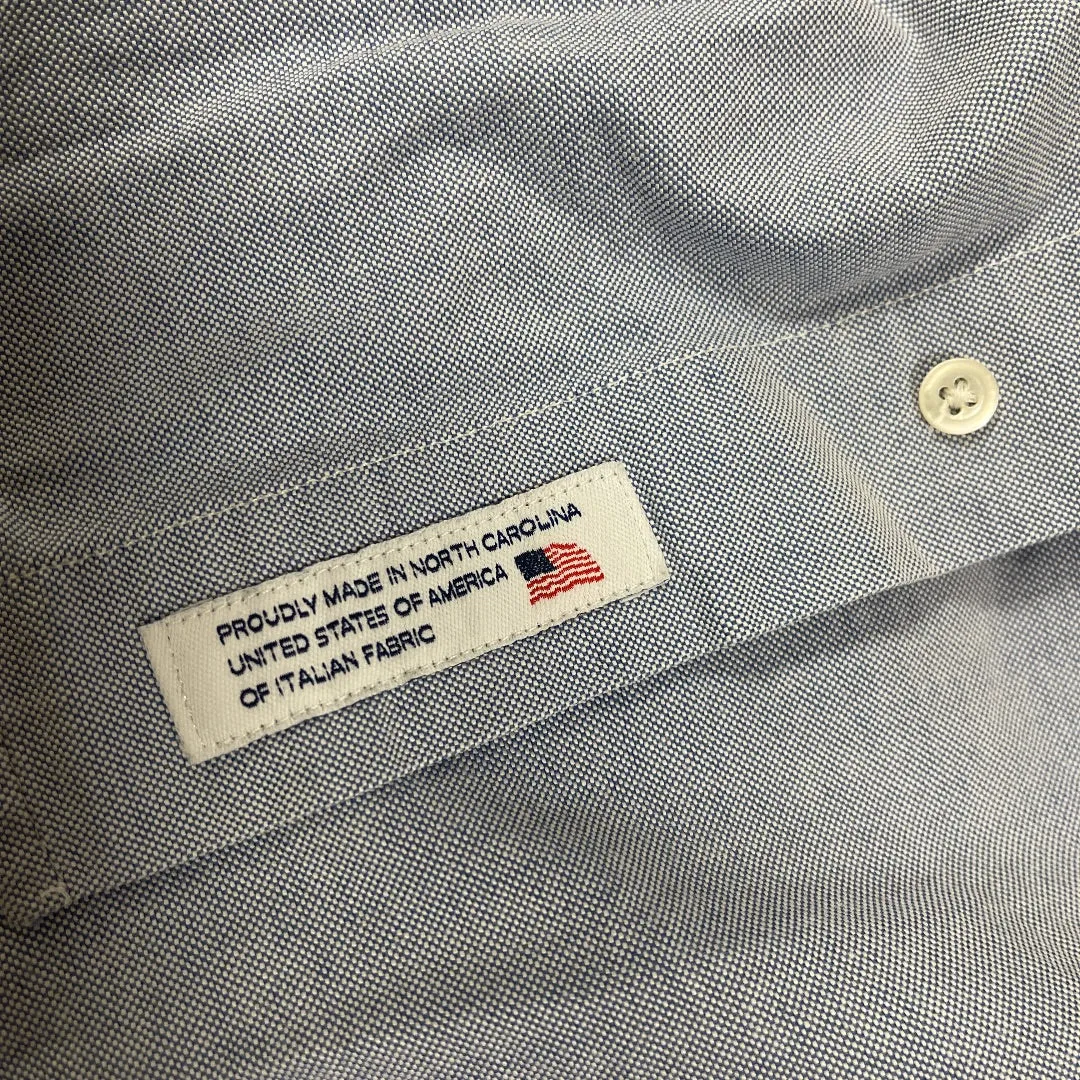 PROUDLY MADE IN NORTH CAROLINA
UNITED STATES OF AMERICA
OF ITALIAN FABRIC